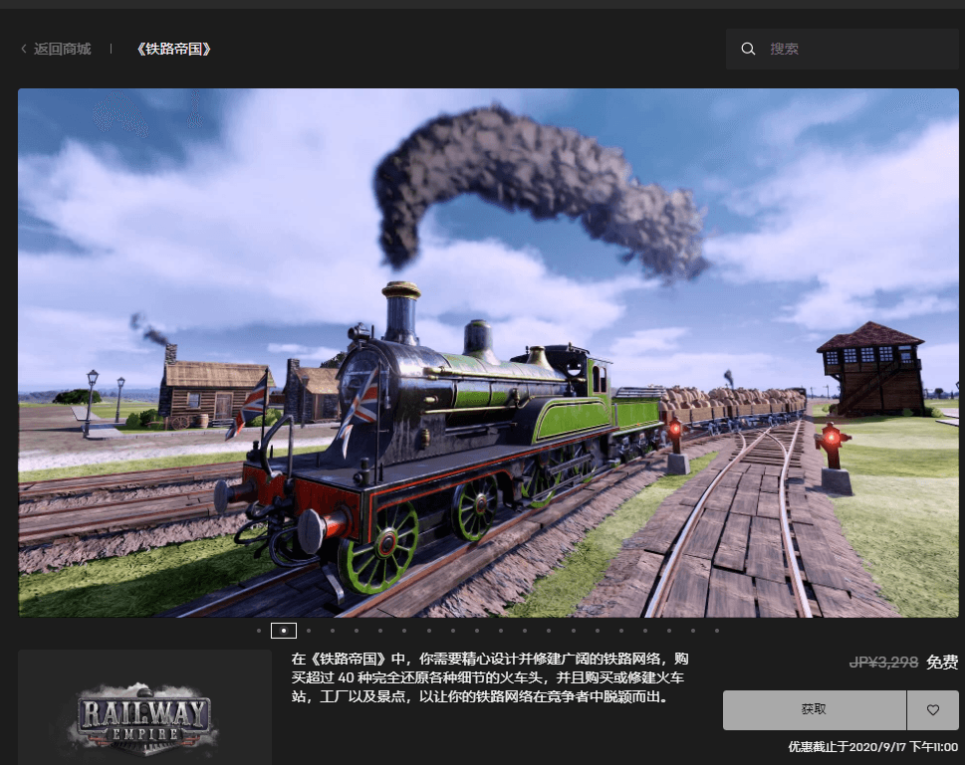 返回商城 | 《铁路帝国》
搜索
在《铁路帝国》中，你需要精心设计并修建广阔的铁路网络，购
买超过 40 种完全还原各种细节的火车头，并且购买或修建火车
站，工厂以及景点，以让你的铁路网络在竞争者中脱颖而出。
JP¥3,298 免费
获取
优惠截止于2020/9/17 下午11:00
RAILWAY
EMPIRE